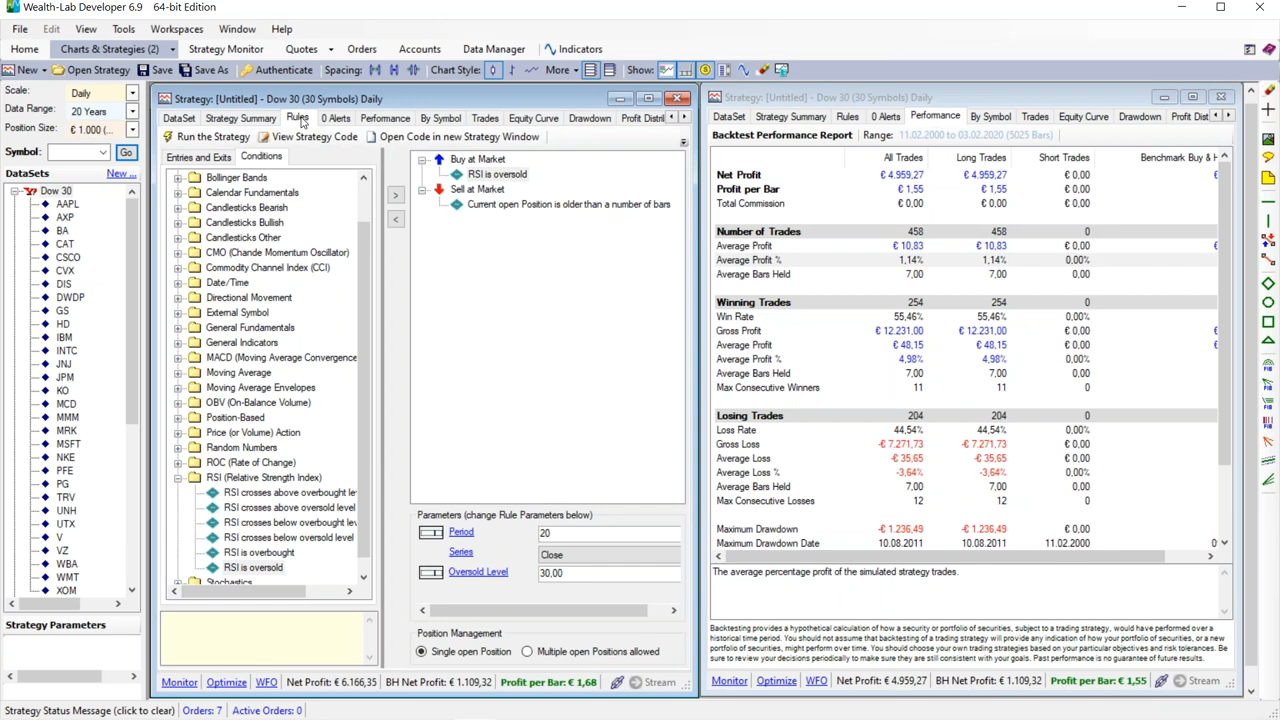 Wealth-Lab Developer 6.9 64-bit Edition
File Edit View Tools Workspaces Window Help
Home Charts & Strategies (2) Strategy Monitor Quotes Orders Accounts Data Manager Indicators
New Open Strategy Save Save As Authenticate Spacing: Chart Style: More Show:
Scale: Daily
Data Range: 20 Years
Position Size: € 1.000 (...
Symbol: Go
DataSets New ...
Dow 30
AAPL
AXP
BA
CAT
CSCO
CVX
DIS
DWDP
GS
HD
IBM
INTC
JNJ
JPM
KO
MCD
MMM
MRK
MSFT
NKE
PFE
PG
TRV
UNH
UTX
V
VZ
WBA
WMT
XOM
Strategy Parameters
Strategy: [Untitled] - Dow 30 (30 Symbols) Daily
DataSet Strategy Summary Rules 0 Alerts Performance By Symbol Trades Equity Curve Drawdown Profit Distril
Run the Strategy View Strategy Code Open Code in new Strategy Window
Entries and Exits Conditions
Bollinger Bands
Calendar Fundamentals
Candlesticks Bearish
Candlesticks Bullish
Candlesticks Other
CMO (Chande Momentum Oscillator)
Commodity Channel Index (CCI)
Date/Time
Directional Movement
External Symbol
General Fundamentals
General Indicators
MACD (Moving Average Convergence
Moving Average
Moving Average Envelopes
OBV (On-Balance Volume)
Position-Based
Price (or Volume) Action
Random Numbers
ROC (Rate of Change)
RSI (Relative Strength Index)
RSI crosses above overbought le
RSI crosses above oversold level
RSI crosses below overbought le
RSI crosses below oversold level
RSI is overbought
RSI is oversold
Stochastics
>
<
Buy at Market
RSI is oversold
Sell at Market
Current open Position is older than a number of bars
Parameters (change Rule Parameters below)
Period 20
Series Close
Oversold Level 30,00
Position Management
Single open Position Multiple open Positions allowed
Monitor Optimize WFO Net Profit: € 6.166,35 BH Net Profit: € 1.109,32 Profit per Bar: € 1,68 Stream
Strategy: [Untitled] - Dow 30 (30 Symbols) Daily
DataSet Strategy Summary Rules 0 Alerts Performance By Symbol Trades Equity Curve Drawdown Profit Dist
Backtest Performance Report Range: 11.02.2000 to 03.02.2020 (5025 Bars)
All Trades Long Trades Short Trades Benchmark Buy & H
Net Profit € 4.959,27 € 4.959,27 € 0,00 €
Profit per Bar € 1,55 € 1,55 € 0,00
Total Commission € 0,00 € 0,00 € 0,00
Number of Trades 458 458 0
Average Profit € 10,83 € 10,83 € 0,00 €
Average Profit % 1,14% 1,14% 0,00%
Average Bars Held 7,00 7,00 0,00
Winning Trades 254 254 0
Win Rate 55,46% 55,46% 0,00%
Gross Profit € 12.231,00 € 12.231,00 € 0,00 €
Average Profit € 48,15 € 48,15 € 0,00 €
Average Profit % 4,98% 4,98% 0,00%
Average Bars Held 7,00 7,00 0,00
Max Consecutive Winners 11 11 0
Losing Trades 204 204 0
Loss Rate 44,54% 44,54% 0,00%
Gross Loss -€ 7.271,73 -€ 7.271,73 € 0,00
Average Loss -€ 35,65 -€ 35,65 € 0,00
Average Loss % -3,64% -3,64% 0,00%
Average Bars Held 7,00 7,00 0,00
Max Consecutive Losses 12 12 0
Maximum Drawdown -€ 1.236,49 -€ 1.236,49 € 0,00
Maximum Drawdown Date 10.08.2011 10.08.2011 11.02.2000
The average percentage profit of the simulated strategy trades.
Backtesting provides a hypothetical calculation of how a security or portfolio of securities, subject to a trading strategy, would have performed over a
historical time period. You should not assume that backtesting of a trading strategy will provide any indication of how your portfolio of securities, or a new
portfolio of securities, might perform over time. You should choose your own trading strategies based on your particular objectives and risk tolerances. Be
sure to review your decisions periodically to make sure they are still consistent with your goals. Past performance is no guarantee of future results.
Monitor Optimize WFO Net Profit: € 4.959,27 BH Net Profit: € 1.109,32 Profit per Bar: € 1,55 Stream
FIB
FIB
FIB
FIB
Strategy Status Message (click to clear) Orders: 7 Active Orders: 0